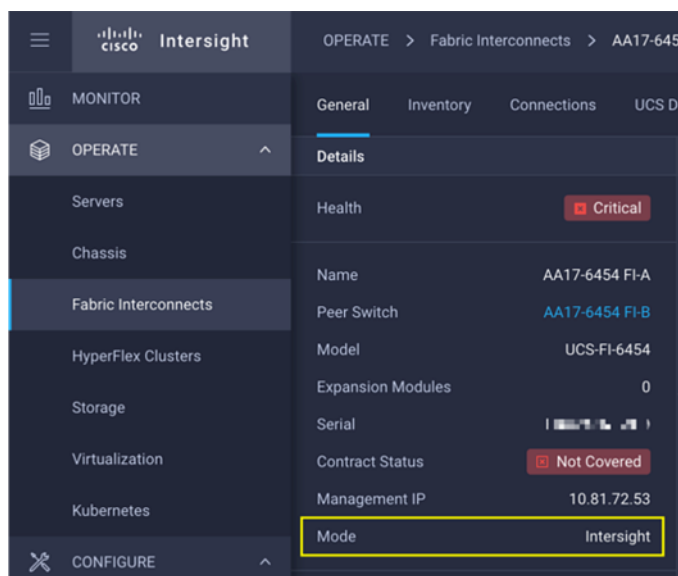 cisco Intersight
OPERATE > Fabric Interconnects > AA17-645
MONITOR
OPERATE
Servers
Chassis
Fabric Interconnects
HyperFlex Clusters
Storage
Virtualization
Kubernetes
CONFIGURE
General Inventory Connections UCS D
Details
Health Critical
Name AA17-6454 FI-A
Peer Switch AA17-6454 FI-B
Model UCS-FI-6454
Expansion Modules 0
Serial
Contract Status Not Covered
Management IP 10.81.72.53
Mode Intersight